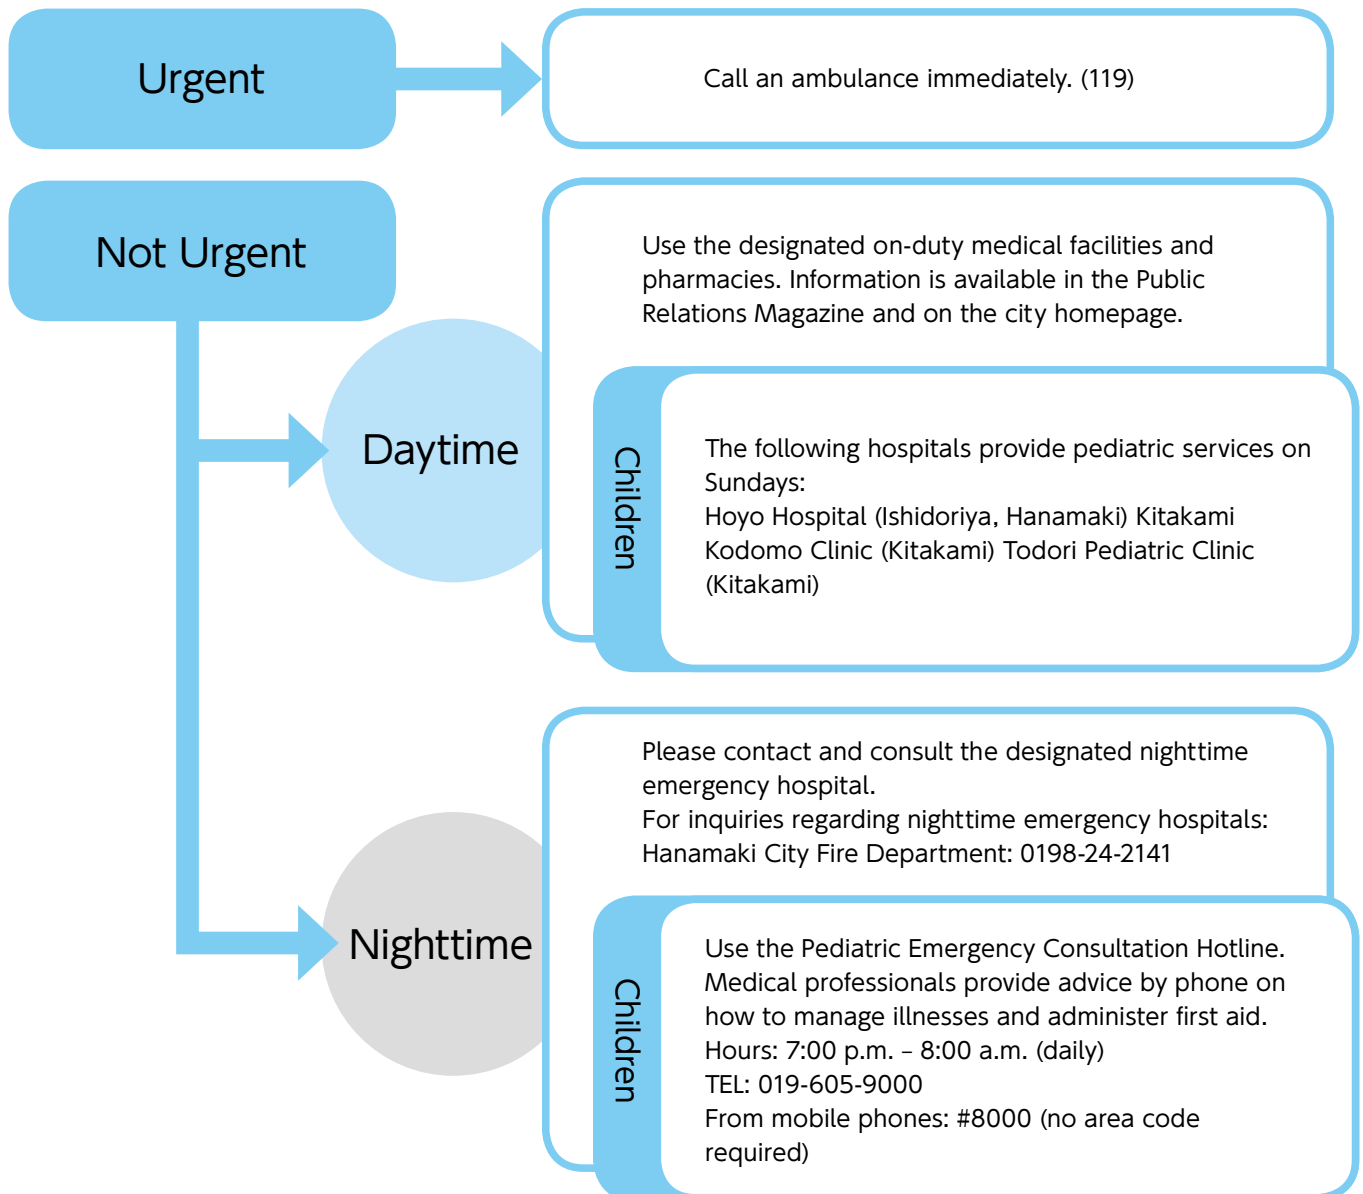 Urgent
Call an ambulance immediately. (119)
Not Urgent
Daytime
Use the designated on-duty medical facilities and
pharmacies. Information is available in the Public
Relations Magazine and on the city homepage.
Children
The following hospitals provide pediatric services on
Sundays:
Hoyo Hospital (Ishidoriya, Hanamaki) Kitakami
Kodomo Clinic (Kitakami) Todori Pediatric Clinic
(Kitakami)
Nighttime
Please contact and consult the designated nighttime
emergency hospital.
For inquiries regarding nighttime emergency hospitals:
Hanamaki City Fire Department: 0198-24-2141
Children
Use the Pediatric Emergency Consultation Hotline.
Medical professionals provide advice by phone on
how to manage illnesses and administer first aid.
Hours: 7:00 p.m. – 8:00 a.m. (daily)
TEL: 019-605-9000
From mobile phones: #8000 (no area code
required)